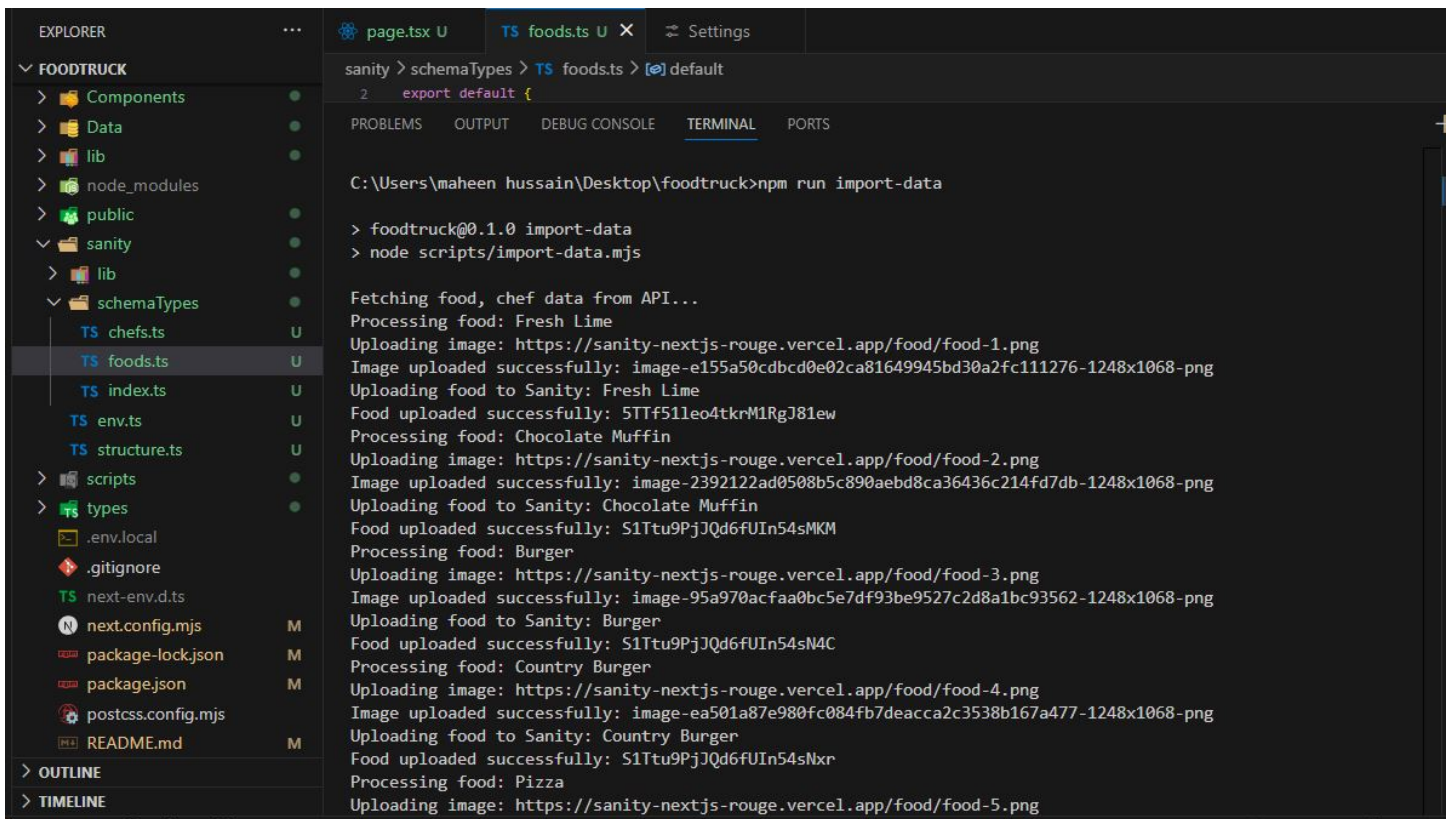 EXPLORER ...
page.tsx U TS foods.ts U Settings
FOODTRUCK
sanity > schemaTypes > TS foods.ts > default
2 export default {
Components
Data
lib
node_modules
public
sanity
lib
schemaTypes
TS chefs.ts U
TS foods.ts U
TS index.ts U
TS env.ts U
TS structure.ts U
scripts
types
.env.local
.gitignore
TS next-env.d.ts
next.config.mjs M
package-lock.json M
package.json M
postcss.config.mjs
README.md M
OUTLINE
TIMELINE
PROBLEMS OUTPUT DEBUG CONSOLE TERMINAL PORTS
C:\Users\maheen hussain\Desktop\foodtruck>npm run import-data
> foodtruck@0.1.0 import-data
> node scripts/import-data.mjs
Fetching food, chef data from API...
Processing food: Fresh Lime
Uploading image: https://sanity-nextjs-rouge.vercel.app/food/food-1.png
Image uploaded successfully: image-e155a50cdbcd0e02ca81649945bd30a2fc111276-1248x1068-png
Uploading food to Sanity: Fresh Lime
Food uploaded successfully: 5TTf51leo4tkrM1RgJ81ew
Processing food: Chocolate Muffin
Uploading image: https://sanity-nextjs-rouge.vercel.app/food/food-2.png
Image uploaded successfully: image-2392122ad0508b5c890aebd8ca36436c214fd7db-1248x1068-png
Uploading food to Sanity: Chocolate Muffin
Food uploaded successfully: S1Ttu9PjJQd6fUIn54sMKM
Processing food: Burger
Uploading image: https://sanity-nextjs-rouge.vercel.app/food/food-3.png
Image uploaded successfully: image-95a970acfaa0bc5e7df93be9527c2d8a1bc93562-1248x1068-png
Uploading food to Sanity: Burger
Food uploaded successfully: S1Ttu9PjJQd6fUIn54sN4C
Processing food: Country Burger
Uploading image: https://sanity-nextjs-rouge.vercel.app/food/food-4.png
Image uploaded successfully: image-ea501a87e980fc084fb7deacca2c3538b167a477-1248x1068-png
Uploading food to Sanity: Country Burger
Food uploaded successfully: S1Ttu9PjJQd6fUIn54sNxr
Processing food: Pizza
Uploading image: https://sanity-nextjs-rouge.vercel.app/food/food-5.png